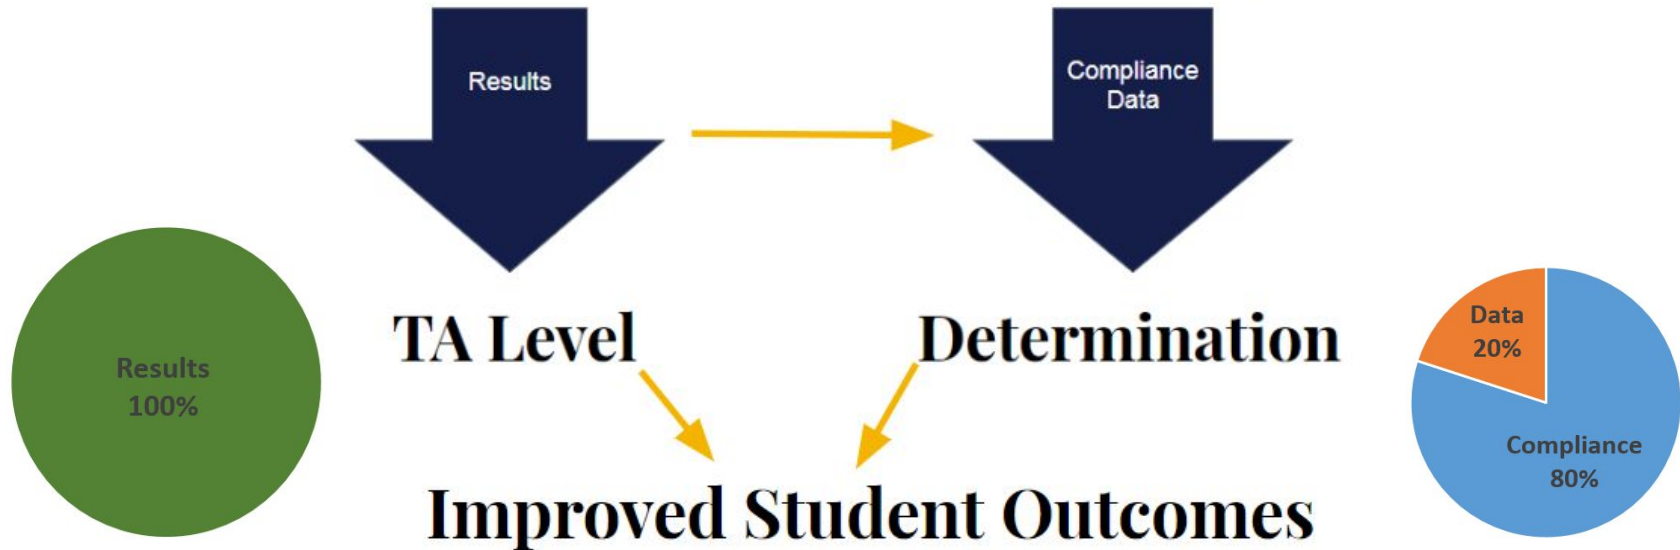 Results
Compliance
Data
TA Level
Determination
Results
100%
Data
20%
Compliance
80%
Improved Student Outcomes